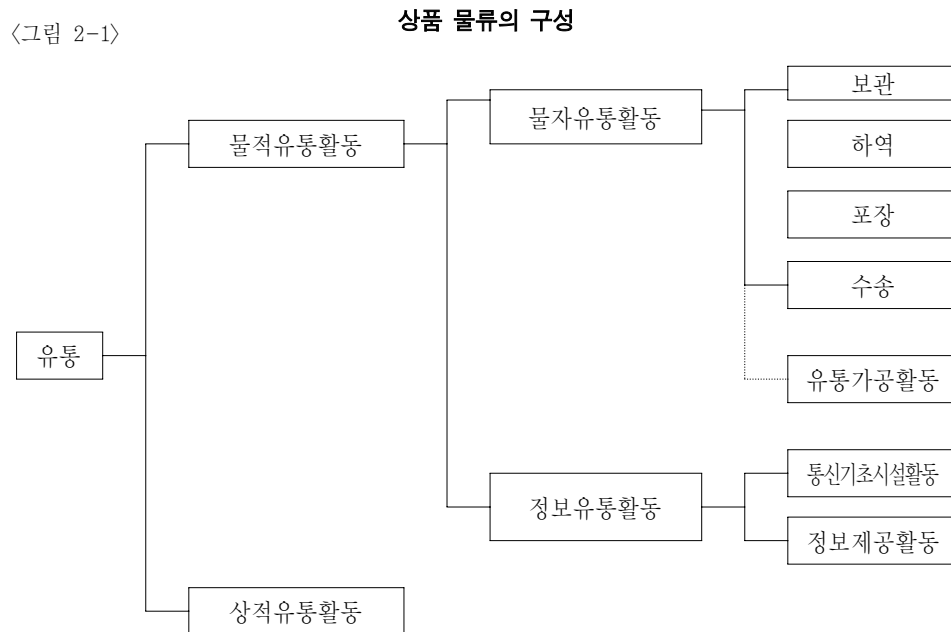 〈그림 2-1〉
상품 물류의 구성
유통
물적유통활동
상적유통활동
물자유통활동
정보유통활동
보관
하역
포장
수송
유통가공활동
통신기초시설활동
정보제공활동